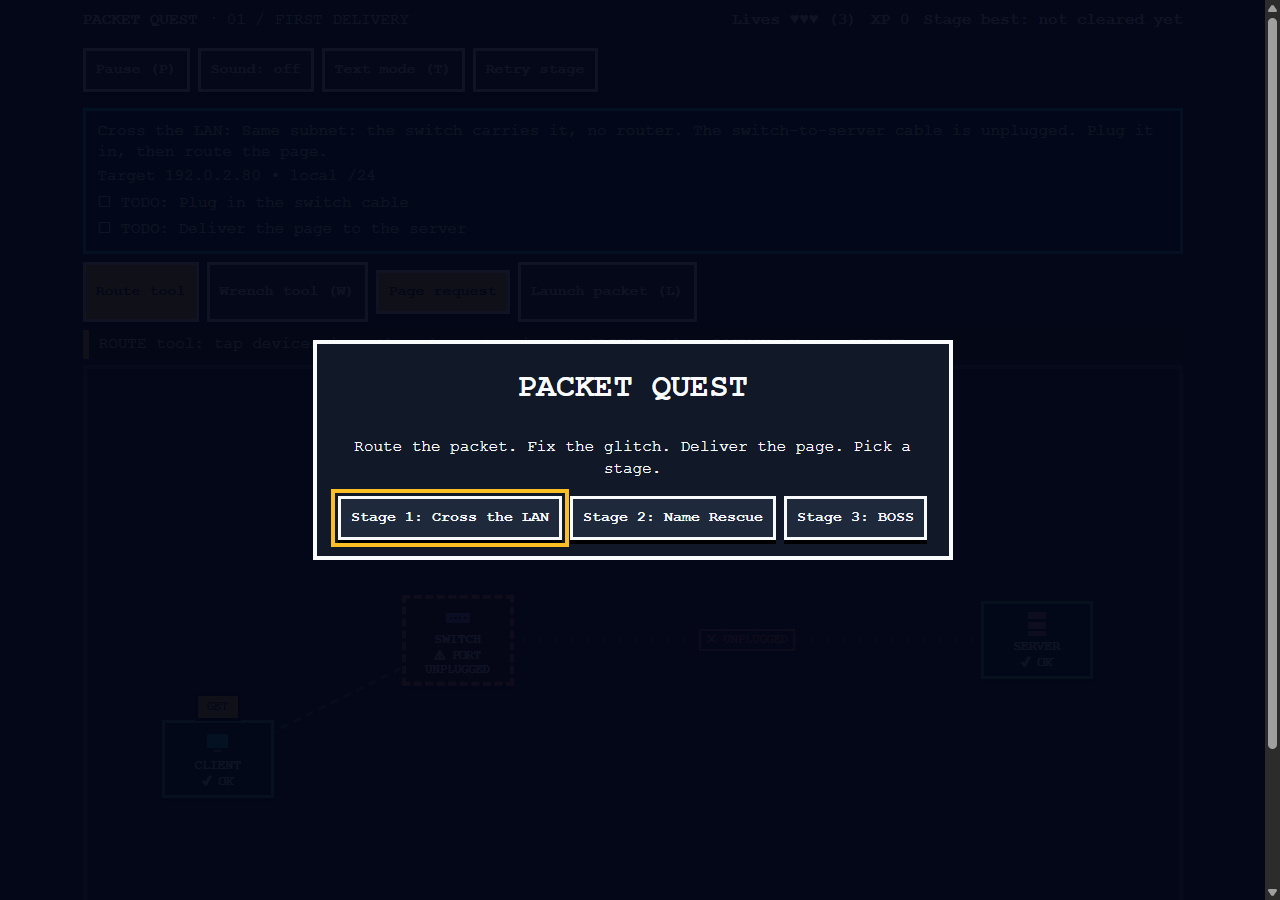 PACKET QUEST · 01 / FIRST DELIVERY
Lives ♥♥♥ (3) XP 0 Stage best: not cleared yet
Pause (P) Sound: off Text mode (T) Retry stage
Cross the LAN: Same subnet: the switch carries it, no router. The switch-to-server cable is unplugged. Plug it
in, then route the page.
Target 192.0.2.80 • local /24
☐ TODO: Plug in the switch cable
☐ TODO: Deliver the page to the server
Route tool Wrench tool (W) Page request Launch packet (L)
ROUTE tool: tap device
PACKET QUEST
Route the packet. Fix the glitch. Deliver the page. Pick a
stage.
Stage 1: Cross the LAN Stage 2: Name Rescue Stage 3: BOSS
SWITCH
⚠ PORT
UNPLUGGED
✕ UNPLUGGED
SERVER
✔ OK
GET
CLIENT
✔ OK